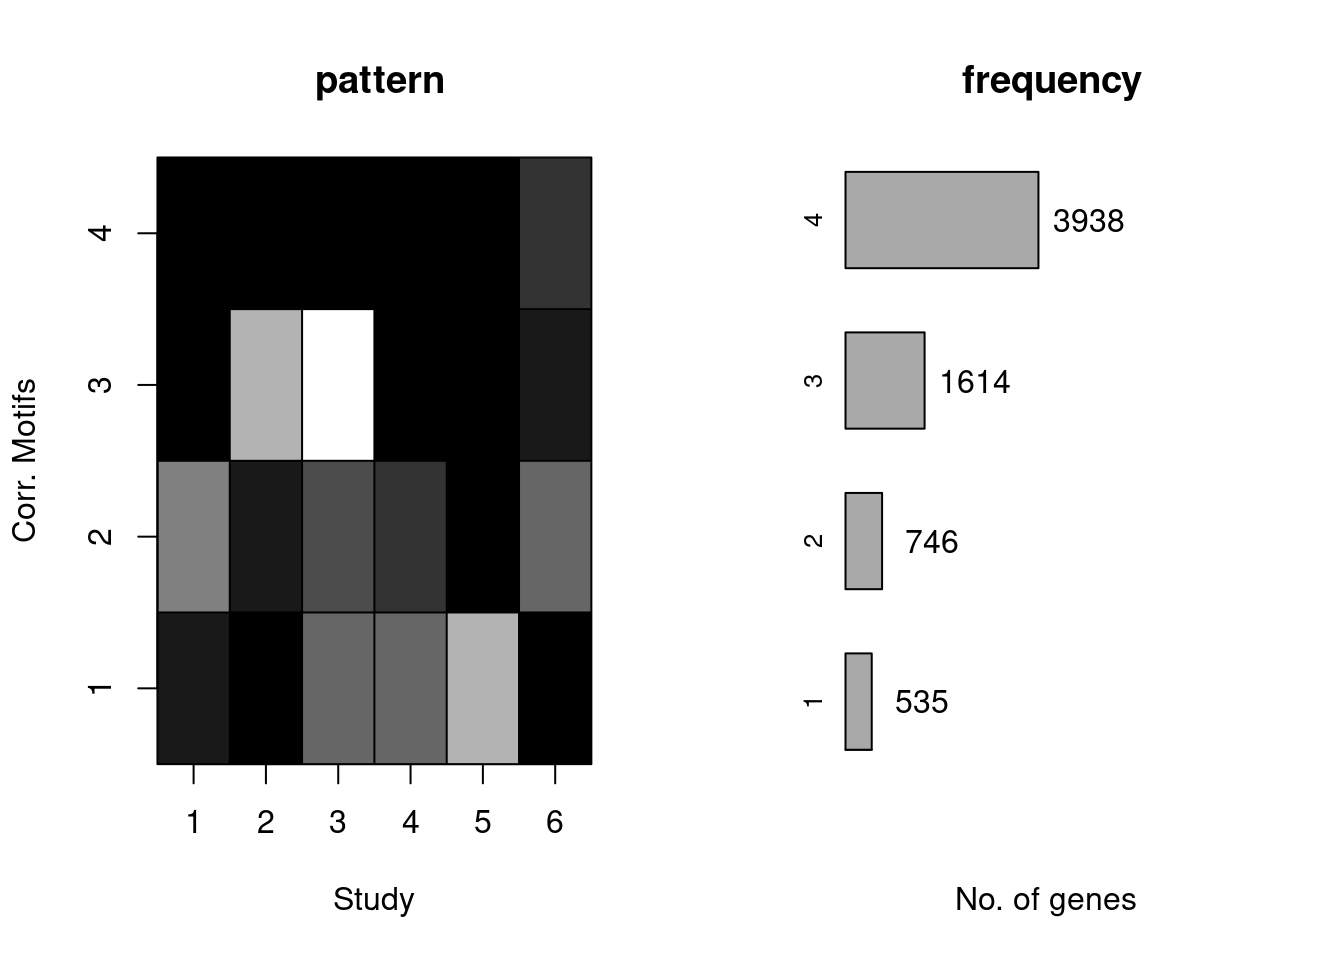 pattern
Corr. Motifs
4
3
2
1
1 2 3 4 5 6
Study
frequency
4 3938
3 1614
2 746
1 535
No. of genes